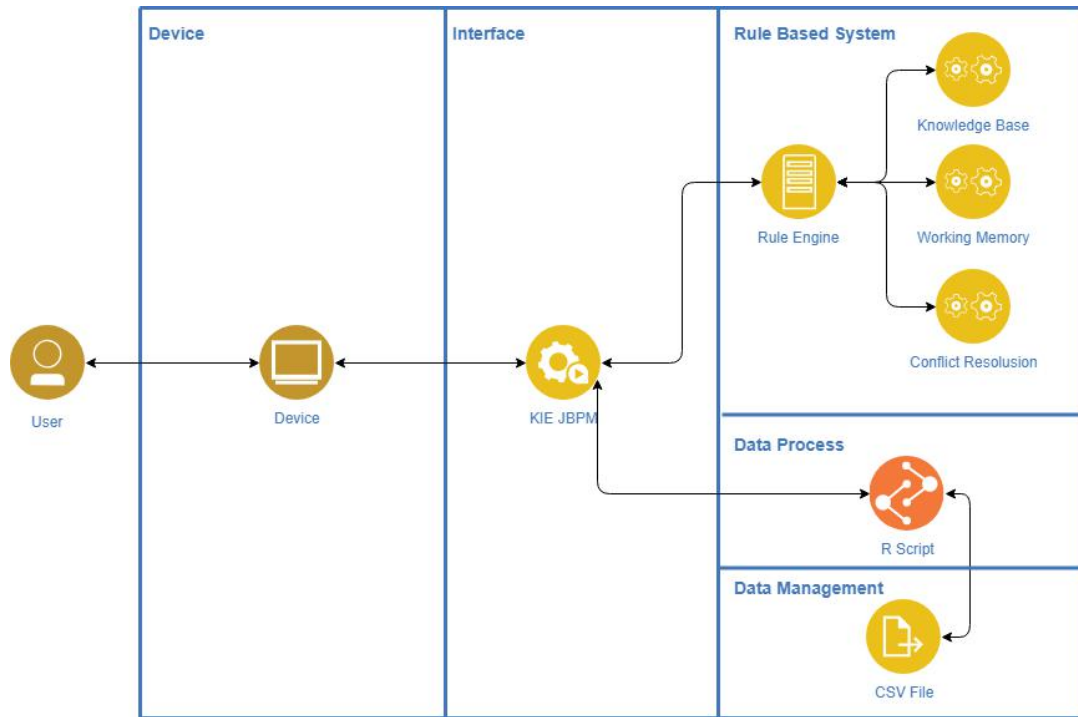 Device
Interface
Rule Based System
Knowledge Base
Rule Engine
Working Memory
Conflict Resolusion
User
Device
KIE JBPM
Data Process
R Script
Data Management
CSV File